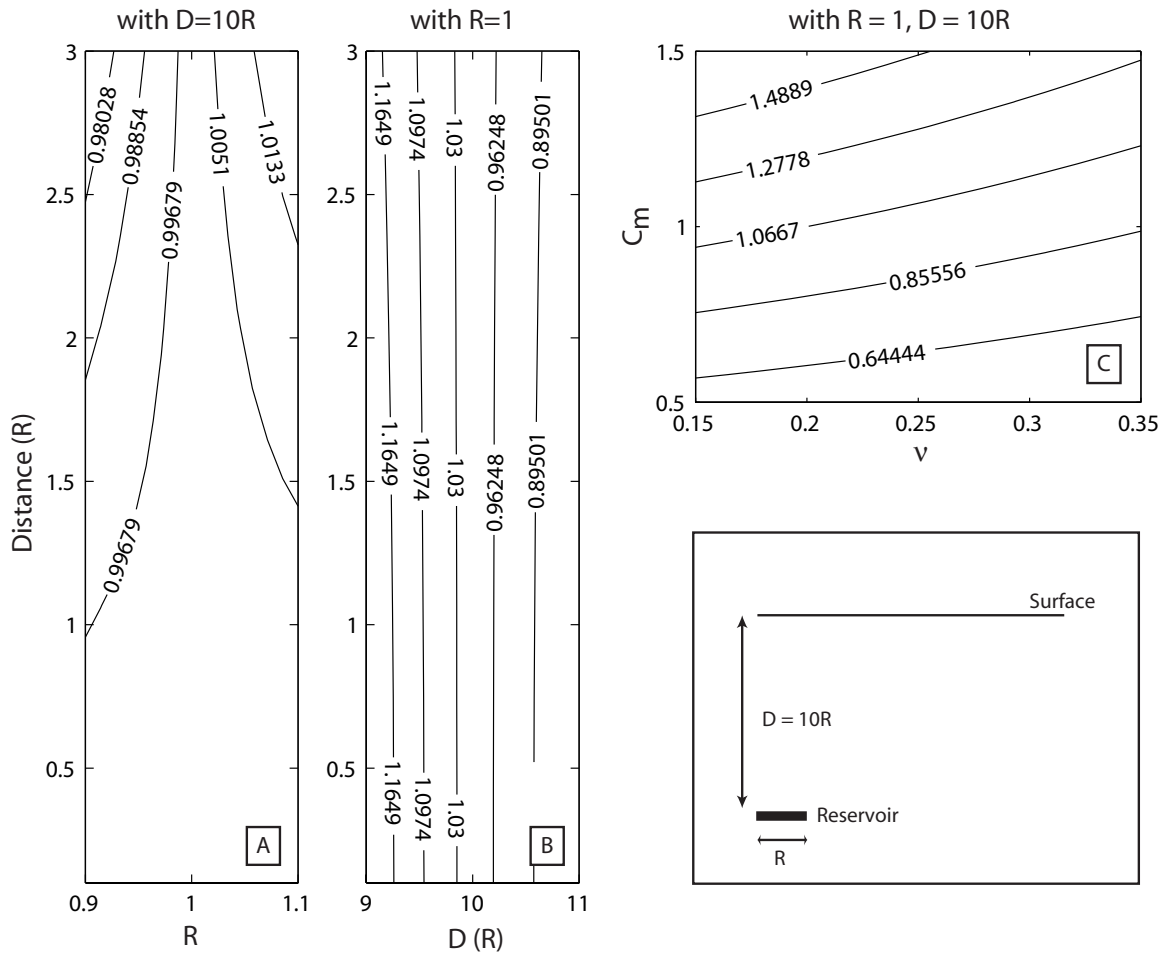 with D=10R
3
2.5
2
1.5
1
0.5
Distance (R)
0.98028
0.98854
0.99679
1.0051
1.0133
0.99679
A
0.9
1
1.1
R
with R=1
1.1649
1.0974
1.03
0.96248
0.89501
1.1649
1.0974
1.03
0.96248
0.89501
1.1649
1.0974
1.03
B
9
10
11
D (R)
with R = 1, D = 10R
1.5
1
0.5
Cm
1.4889
1.2778
1.0667
0.85556
0.64444
C
0.15
0.2
0.25
0.3
0.35
ν
Surface
D = 10R
Reservoir
R